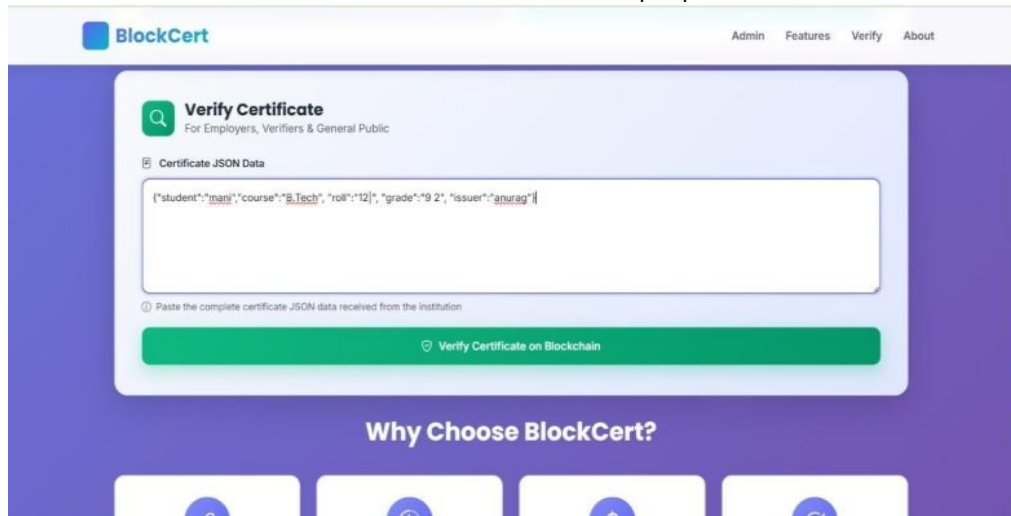 BlockCert
Admin Features Verify About
Verify Certificate
For Employers, Verifiers & General Public
Certificate JSON Data
{"student":"mani","course":"B.Tech", "roll":"12|", "grade":"9 2", "issuer":"anurag"}
Paste the complete certificate JSON data received from the institution
Verify Certificate on Blockchain
Why Choose BlockCert?